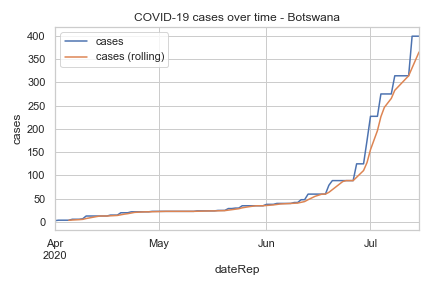 COVID-19 cases over time - Botswana
cases
cases (rolling)
cases
400
350
300
250
200
150
100
50
0
Apr May Jun Jul
2020
dateRep